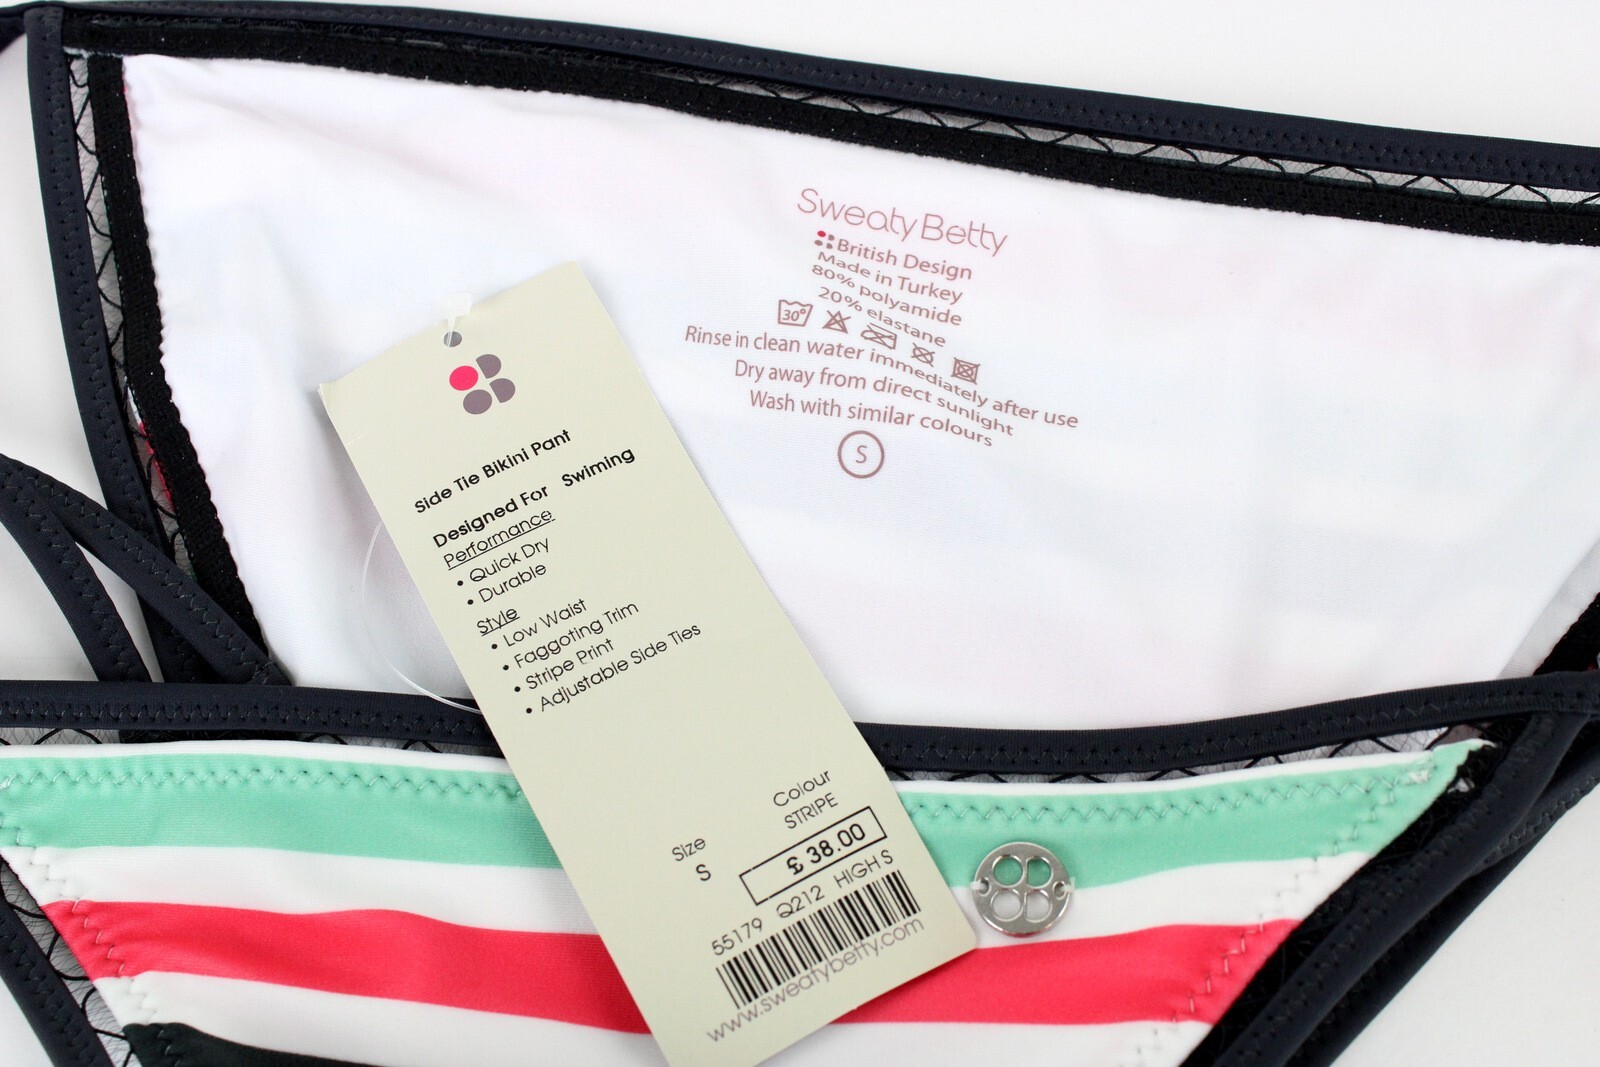 Sweaty Betty
British Design
Made in Turkey
80% polyamide
20% elastane
30°
Rinse in clean water immediately after use
Dry away from direct sunlight
Wash with similar colours
S
Side Tie Bikini Pant
Designed For Swiming
Performance
• Quick Dry
• Durable
Style
• Low Waist
• Faggoting Trim
• Stripe Print
• Adjustable Side Ties
Size
S
Colour
STRIPE
£ 38.00
55179 Q212 HIGH S
www.sweatybetty.com